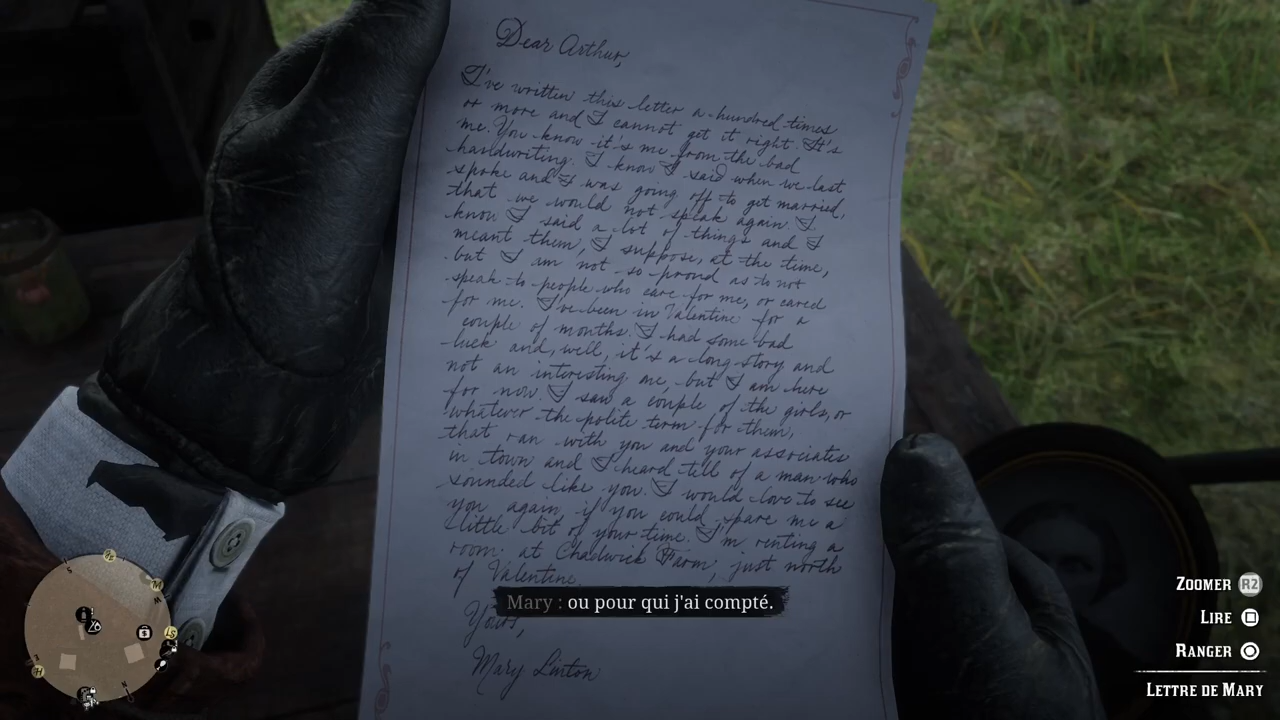 Dear Arthur,
I've written this letter a hundred times
or more and I cannot get it right. It's
me. You know it is me from the bad
handwriting. I know I said when we last
spoke and I was going off to get married,
that we would not speak again. I
know I said a lot of things and I
meant them, I suppose, at the time,
but I am not so proud as to not
speak to people who care for me, or cared
for me. I've been in Valentine for a
couple of months. I had some bad
luck and, well, it's a long story and
not an interesting me, but I am here
for now. I saw a couple of the girls, or
whatever the polite term for them,
that ran with you and your associates
in town and I heard tell of a man who
sounded like you. I would love to see
you again, if you could spare me a
little bit of your time. I'm renting a
room at Chadwick Farm, just north
of Valentine.
Mary : ou pour qui j'ai compté.
Yours,
Mary Linton
ZOOMER R2
LIRE
RANGER
LETTRE DE MARY